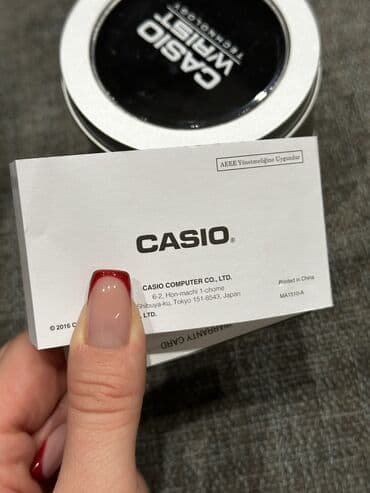 CASIO
WRIST
TECHNOLOGY
AEEE Yönetmeliğine Uygundur
CASIO®
CASIO COMPUTER CO., LTD.
6-2, Hon-machi 1-chome
Shibuya-ku, Tokyo 151-8543, Japan
Printed in China
MA1510-A
© 2016 LTD.
WARRANTY CARD